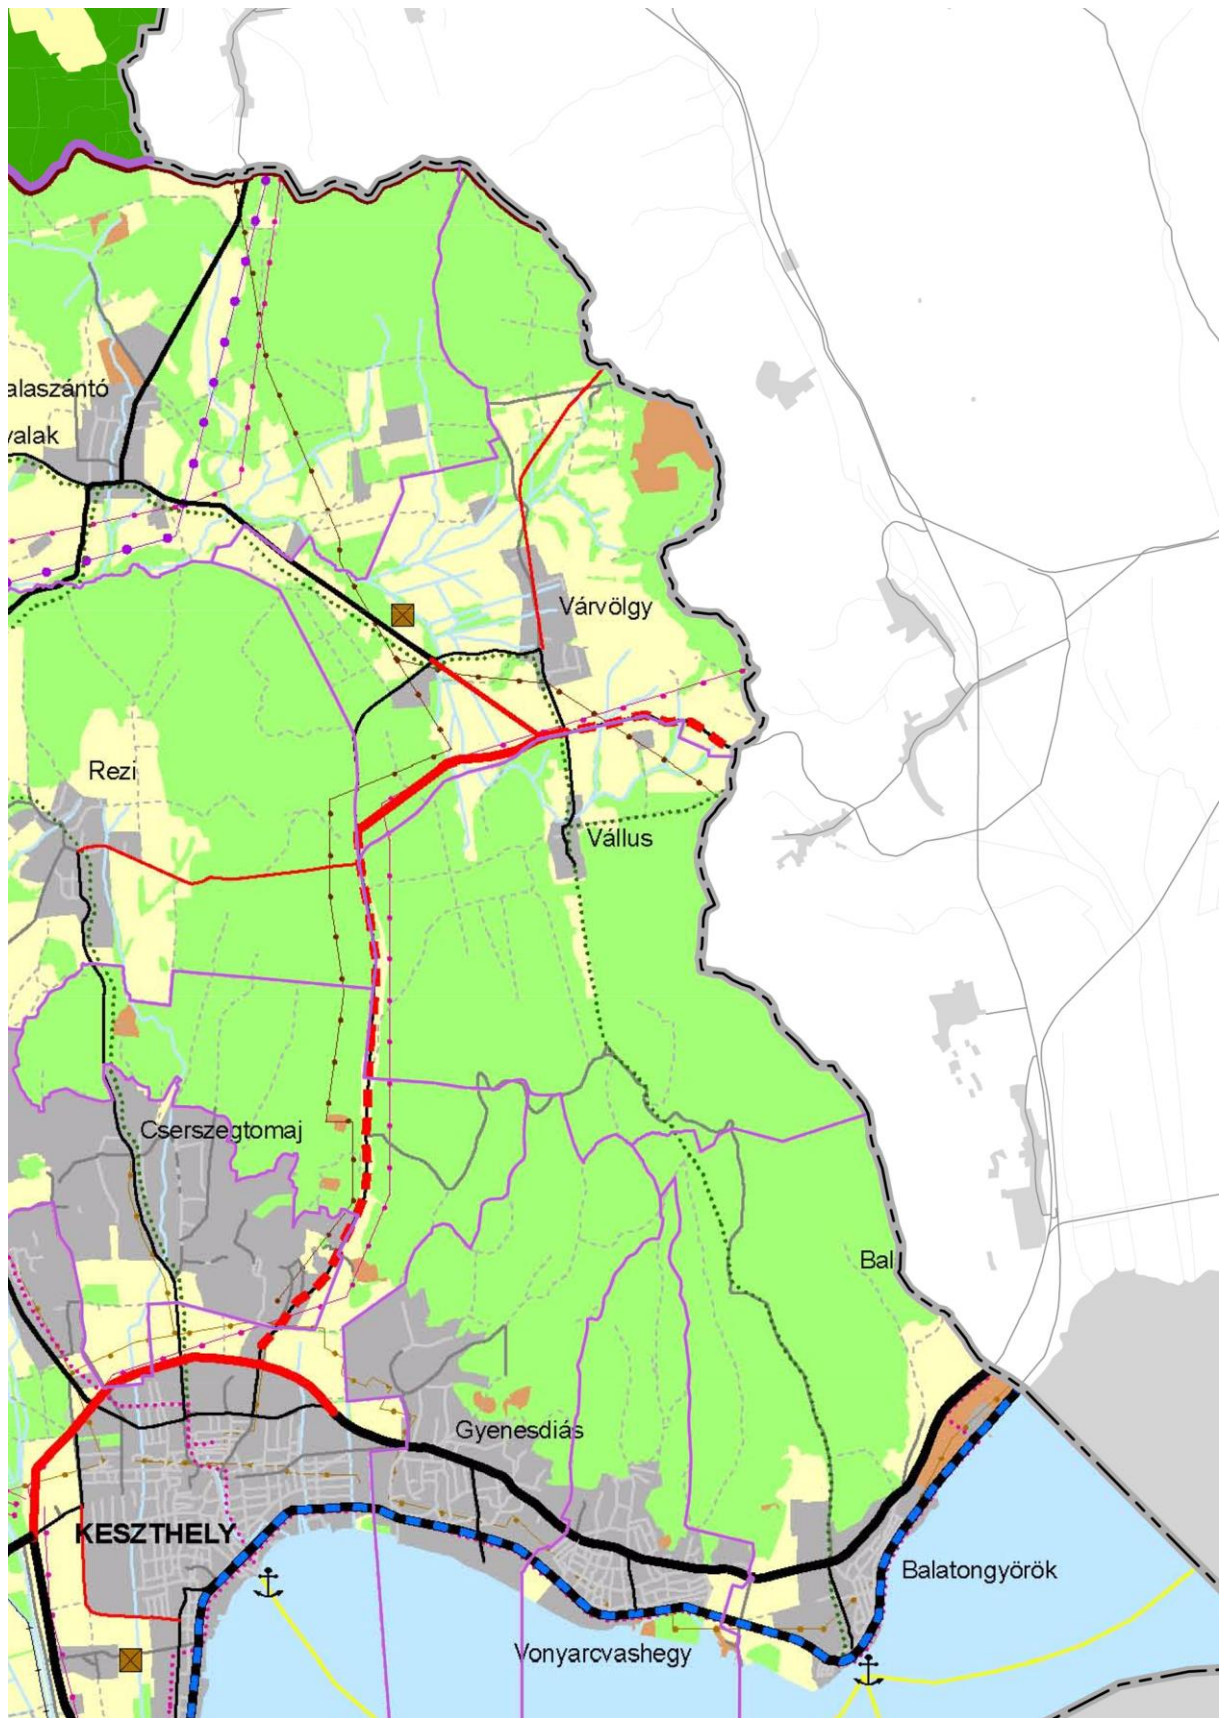 alaszántó
valak
Várvölgy
Rezi
Vállus
Cserszegtomaj
Bal
Gyenesdiás
KESZTHELY
Balatongyörök
Vonyarcvashegy